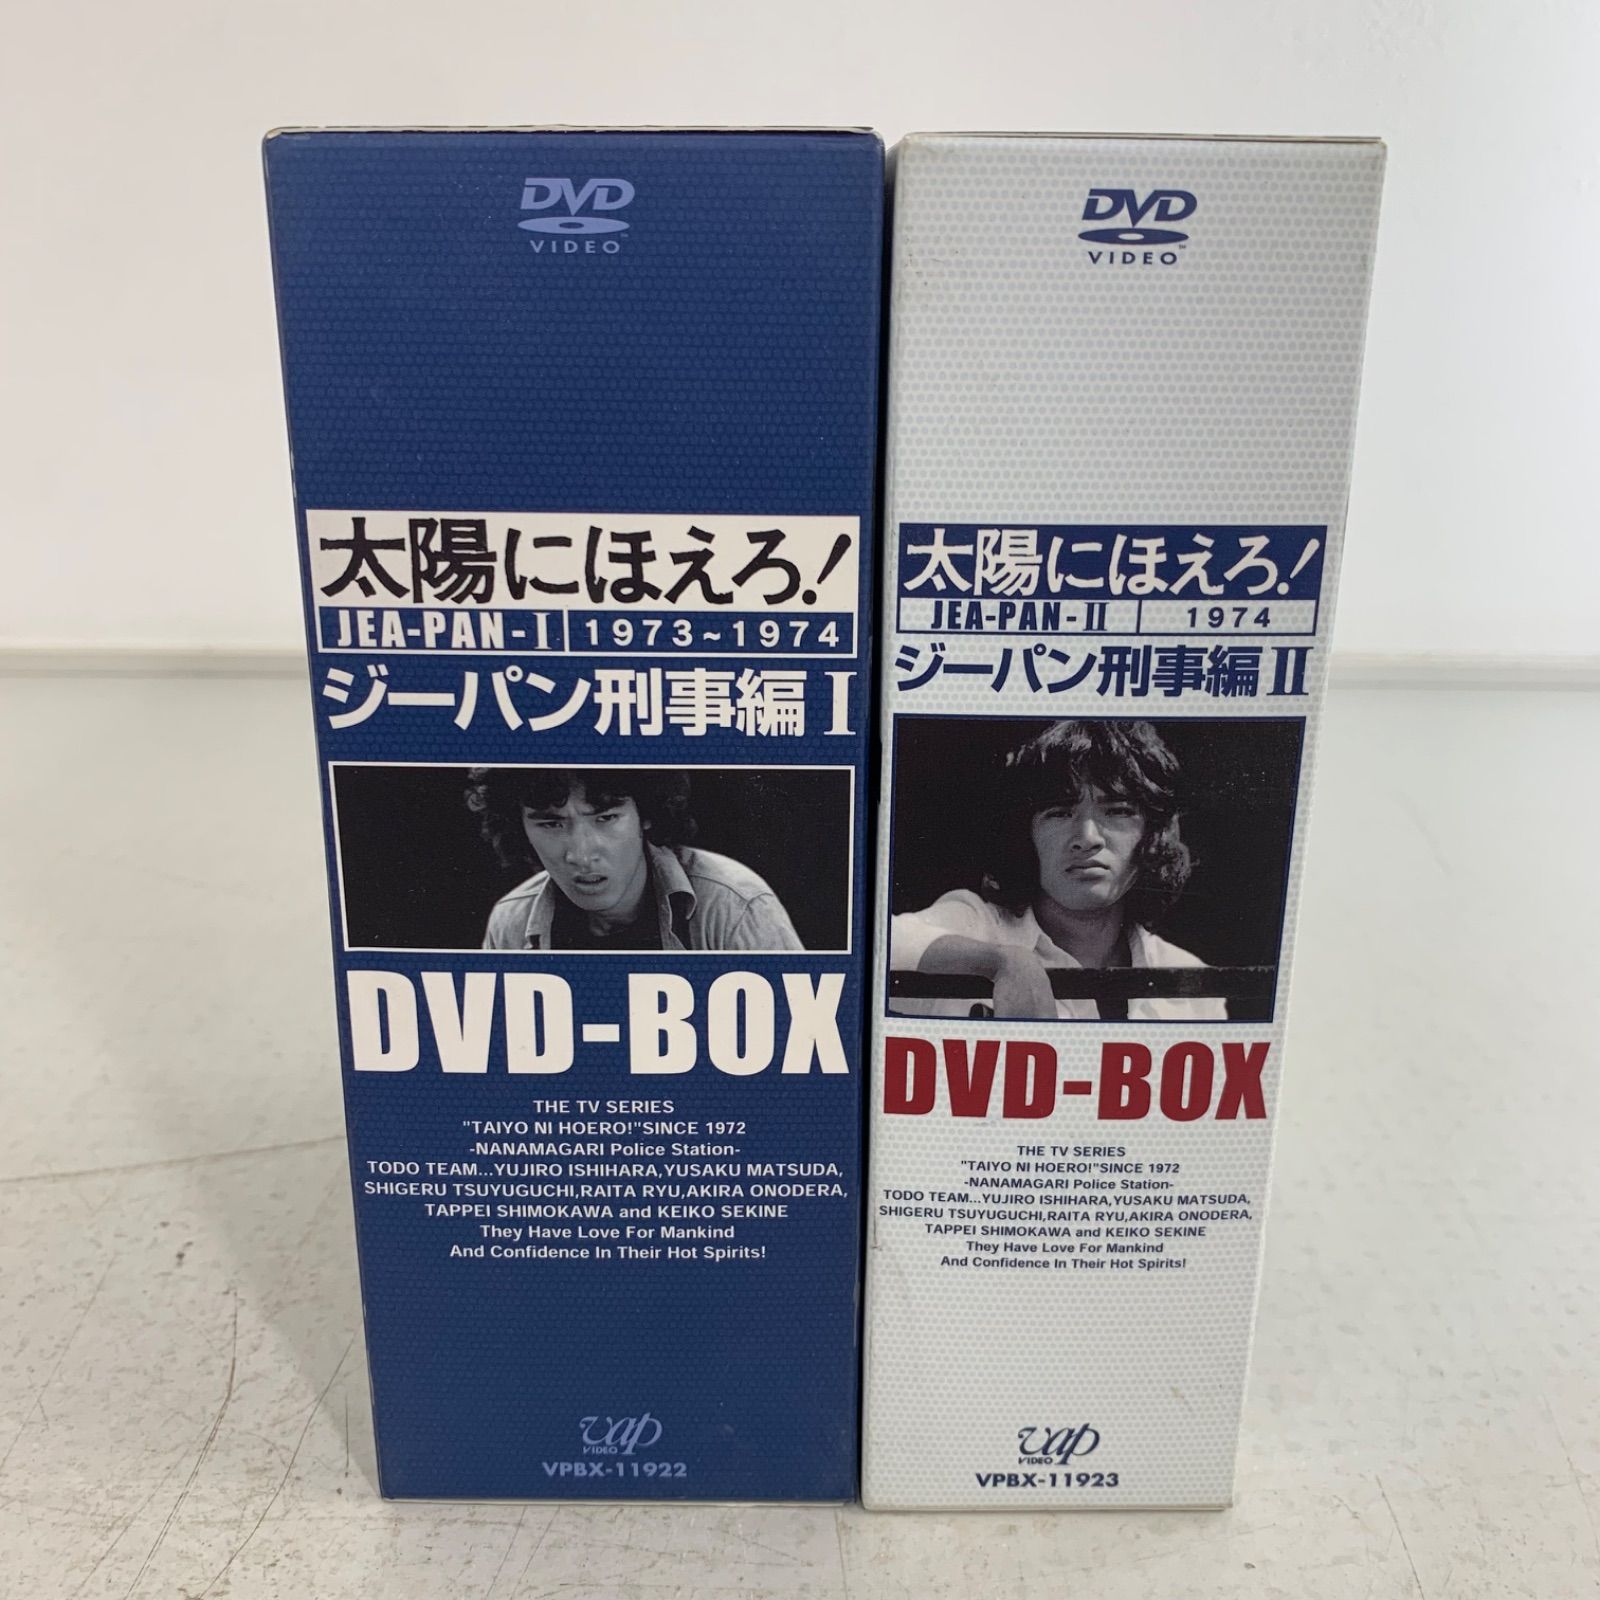 DVD
VIDEO
太陽にほえろ!
JEA-PAN-I 1973~1974
ジーパン刑事編 I
DVD-BOX
THE TV SERIES
"TAIYO NI HOERO!"SINCE 1972
-NANAMAGARI Police Station-
TODO TEAM...YUJIRO ISHIHARA,YUSAKU MATSUDA,
SHIGERU TSUYUGUCHI,RAITA RYU,AKIRA ONODERA,
TAPPEI SHIMOKAWA and KEIKO SEKINE
They Have Love For Mankind
And Confidence In Their Hot Spirits!
vap
VIDEO
VPBX-11922
DVD
VIDEO
太陽にほえろ!
JEA-PAN-II 1974
ジーパン刑事編 II
DVD-BOX
THE TV SERIES
"TAIYO NI HOERO!"SINCE 1972
-NANAMAGARI Police Station-
TODO TEAM...YUJIRO ISHIHARA,YUSAKU MATSUDA,
SHIGERU TSUYUGUCHI,RAITA RYU,AKIRA ONODERA,
TAPPEI SHIMOKAWA and KEIKO SEKINE
They Have Love For Mankind
And Confidence In Their Hot Spirits!
vap
VIDEO
VPBX-11923